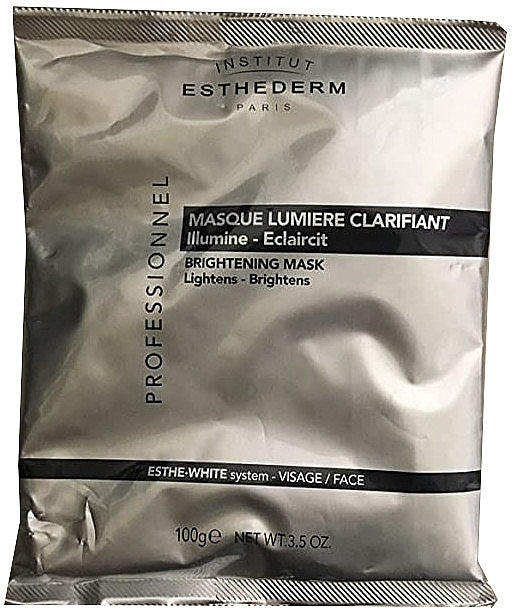 INSTITUT
ESTHEDERM
PARIS
PROFESSIONNEL
MASQUE LUMIERE CLARIFIANT
Illumine - Eclaircit
BRIGHTENING MASK
Lightens - Brightens
ESTHE-WHITE system - VISAGE / FACE
100g℮ NET WT.3.5 OZ.